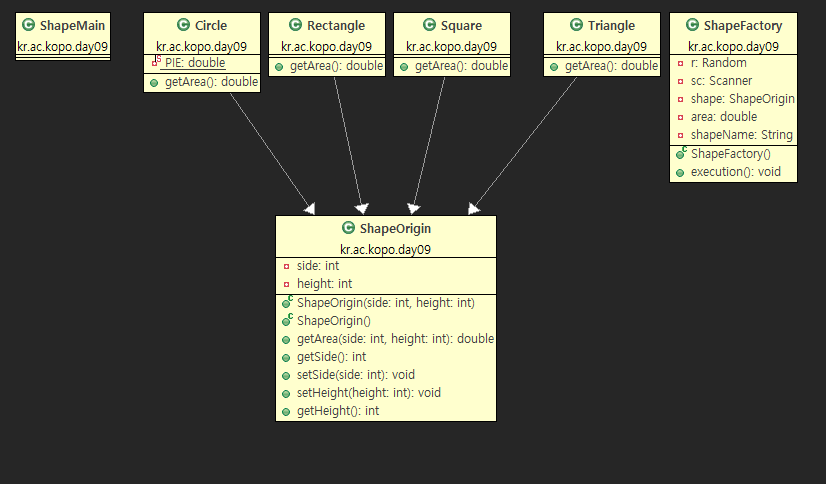 ShapeMain
kr.ac.kopo.day09
Circle
kr.ac.kopo.day09
PIE: double
getArea(): double
Rectangle
kr.ac.kopo.day09
getArea(): double
Square
kr.ac.kopo.day09
getArea(): double
Triangle
kr.ac.kopo.day09
getArea(): double
ShapeFactory
kr.ac.kopo.day09
r: Random
sc: Scanner
shape: ShapeOrigin
area: double
shapeName: String
ShapeFactory()
execution(): void
ShapeOrigin
kr.ac.kopo.day09
side: int
height: int
ShapeOrigin(side: int, height: int)
ShapeOrigin()
getArea(side: int, height: int): double
getSide(): int
setSide(side: int): void
setHeight(height: int): void
getHeight(): int